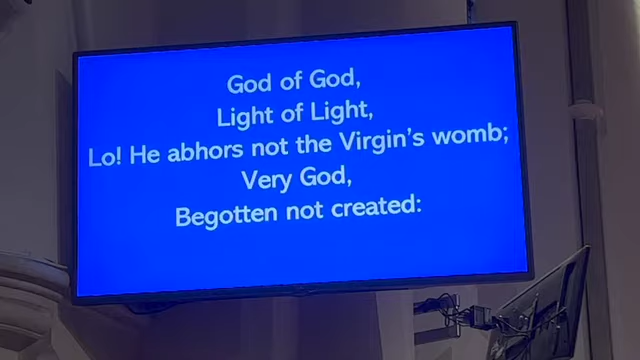 God of God,
Light of Light,
Lo! He abhors not the Virgin's womb;
Very God,
Begotten not created: